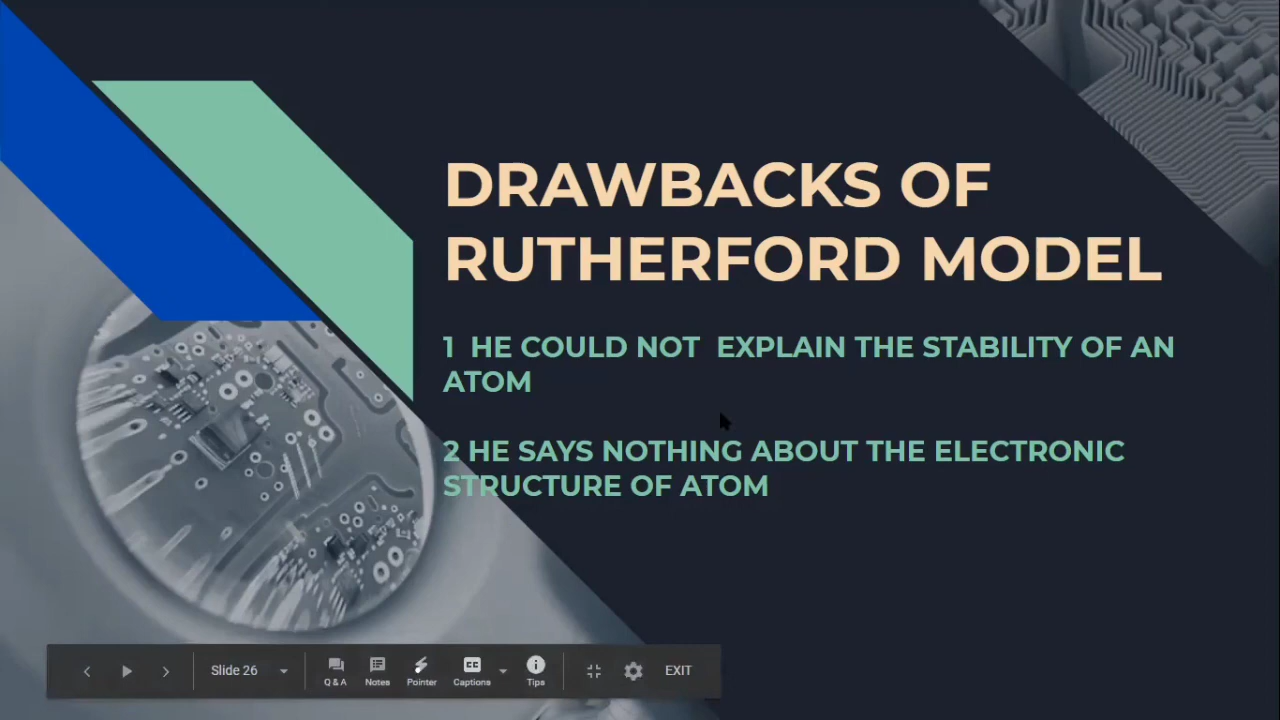 DRAWBACKS OF
RUTHERFORD MODEL
1 HE COULD NOT EXPLAIN THE STABILITY OF AN
ATOM
2 HE SAYS NOTHING ABOUT THE ELECTRONIC
STRUCTURE OF ATOM
Slide 26
Q & A Notes Pointer CC Captions Tips EXIT